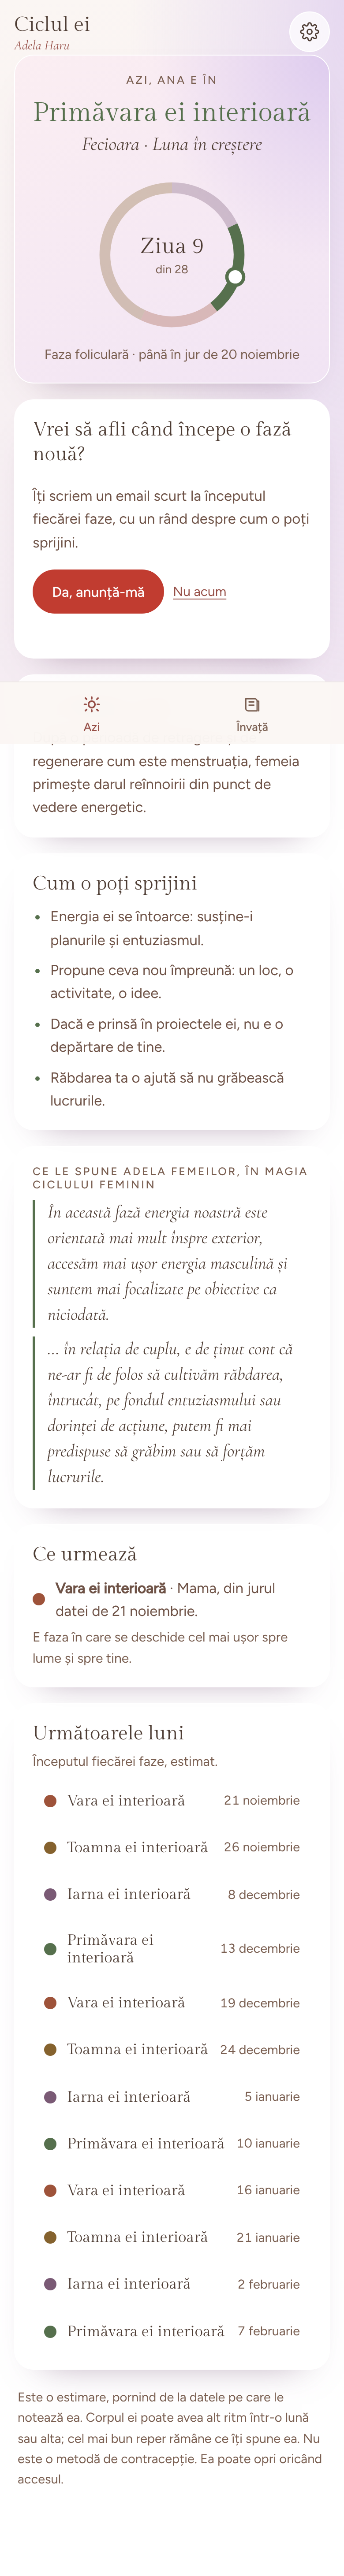 Ciclul ei
Adela Haru
AZI, ANA E ÎN
Primăvara ei interioară
Fecioara · Luna în creștere
Ziua 9
din 28
Faza foliculară · până în jur de 20 noiembrie
Vrei să afli când începe o fază
nouă?
Îți scriem un email scurt la începutul
fiecărei faze, cu un rând despre cum o poți
sprijini.
Da, anunță-mă
Nu acum
Azi
Învață
regenerare cum este menstruația, femeia
primește darul reînnoirii din punct de
vedere energetic.
Cum o poți sprijini
• Energia ei se întoarce: susține-i
planurile și entuziasmul.
• Propune ceva nou împreună: un loc, o
activitate, o idee.
• Dacă e prinsă în proiectele ei, nu e o
depărtare de tine.
• Răbdarea ta o ajută să nu grăbească
lucrurile.
CE LE SPUNE ADELA FEMEILOR, ÎN MAGIA
CICLULUI FEMININ
În această fază energia noastră este
orientată mai mult înspre exterior,
accesăm mai ușor energia masculină și
suntem mai focalizate pe obiective ca
niciodată.
... în relația de cuplu, e de ținut cont că
ne-ar fi de folos să cultivăm răbdarea,
întrucât, pe fondul entuziasmului sau
dorinței de acțiune, putem fi mai
predispuse să grăbim sau să forțăm
lucrurile.
Ce urmează
Vara ei interioară · Mama, din jurul
datei de 21 noiembrie.
E faza în care se deschide cel mai ușor spre
lume și spre tine.
Următoarele luni
Începutul fiecărei faze, estimat.
Vara ei interioară 21 noiembrie
Toamna ei interioară 26 noiembrie
Iarna ei interioară 8 decembrie
Primăvara ei
interioară 13 decembrie
Vara ei interioară 19 decembrie
Toamna ei interioară 24 decembrie
Iarna ei interioară 5 ianuarie
Primăvara ei interioară 10 ianuarie
Vara ei interioară 16 ianuarie
Toamna ei interioară 21 ianuarie
Iarna ei interioară 2 februarie
Primăvara ei interioară 7 februarie
Este o estimare, pornind de la datele pe care le
notează ea. Corpul ei poate avea alt ritm într-o lună
sau alta; cel mai bun reper rămâne ce îți spune ea. Nu
este o metodă de contracepție. Ea poate opri oricând
accesul.